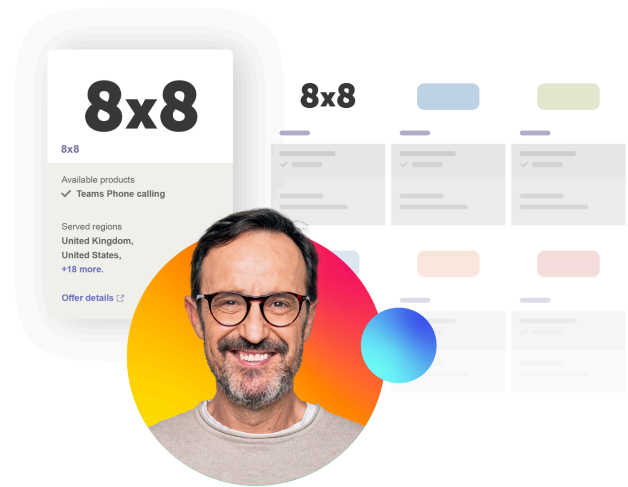 8x8
8x8
8x8
Available products
Teams Phone calling
Served regions
United Kingdom,
United States,
+18 more.
Offer details